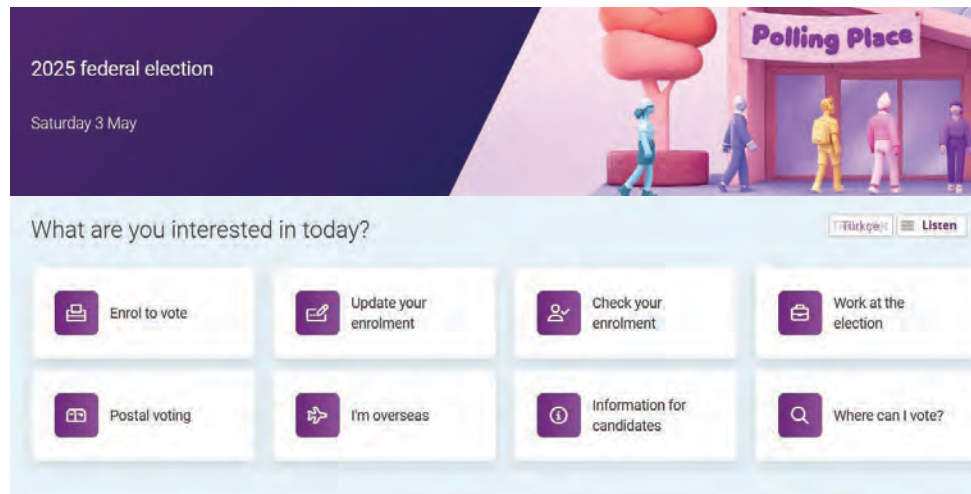 Polling Place
2025 federal election
Saturday 3 May
What are you interested in today?
Türkçe
Listen
Enrol to vote
Update your
enrolment
Check your
enrolment
Work at the
election
Postal voting
I'm overseas
Information for
candidates
Where can I vote?